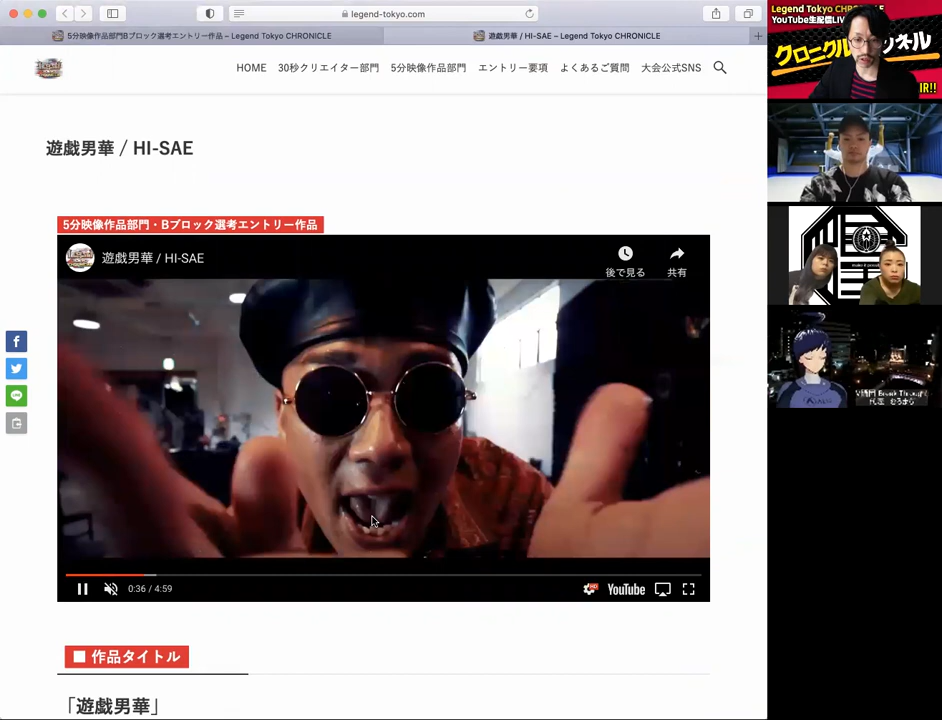 legend-tokyo.com
5分映像作品部門Bブロック選考エントリー作品 – Legend Tokyo CHRONICLE
遊戯男華 / HI-SAE – Legend Tokyo CHRONICLE
HOME 30秒クリエイター部門 5分映像作品部門 エントリー要項 よくあるご質問 大会公式SNS
遊戯男華 / HI-SAE
5分映像作品部門・Bブロック選考エントリー作品
遊戯男華 / HI-SAE
後で見る 共有
0:36 / 4:59
HD YouTube
■ 作品タイトル
「遊戯男華」
Legend Tokyo CHRONICLE
YouTube生配信LIVE
クロニクル
IR!!
V部門 Break Through